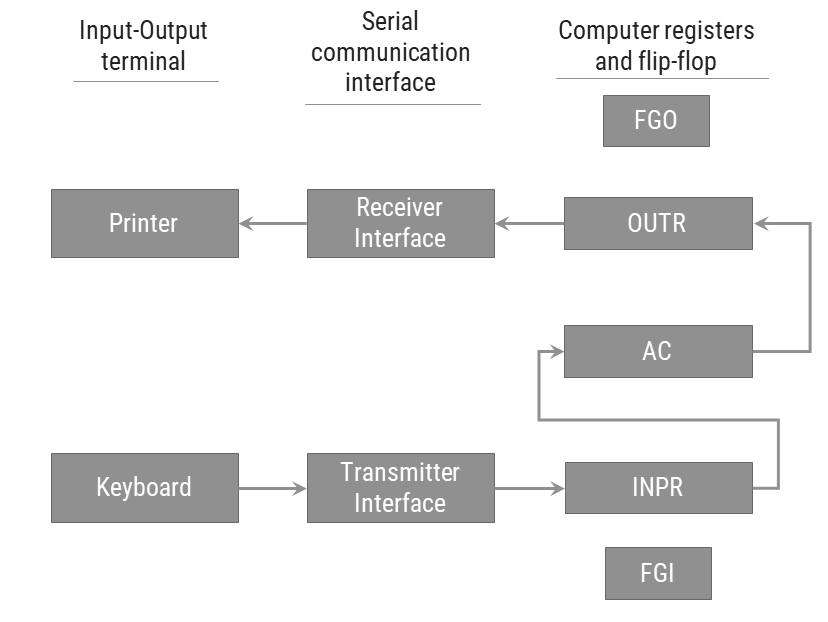 Input-Output
terminal
Serial
communication
interface
Computer registers
and flip-flop
FGO
Printer
Receiver
Interface
OUTR
AC
Keyboard
Transmitter
Interface
INPR
FGI